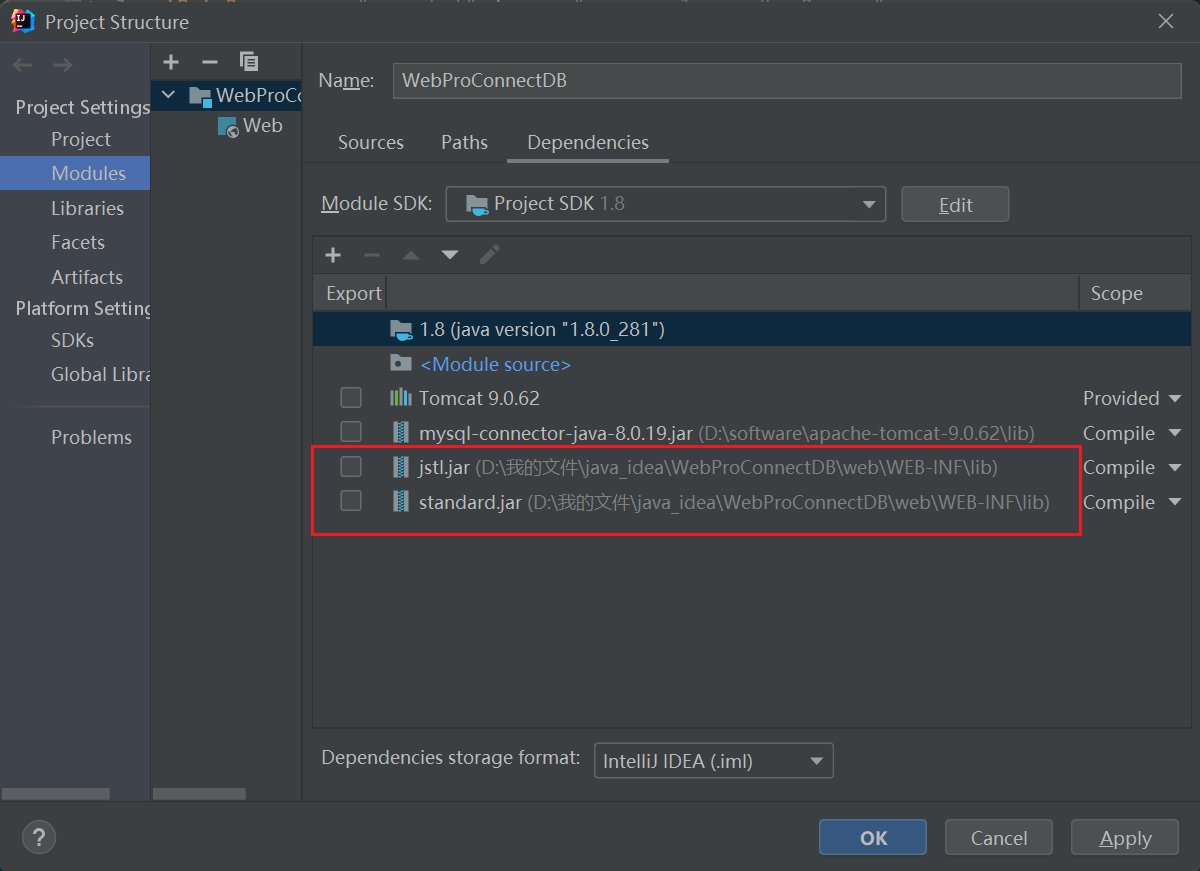 Project Structure
Project Settings
Project
Modules
Libraries
Facets
Artifacts
Platform Setting
SDKs
Global Libra
Problems
WebProCo
Web
Name: WebProConnectDB
Sources Paths Dependencies
Module SDK: Project SDK 1.8 Edit
Export Scope
1.8 (java version "1.8.0_281")
<Module source>
Tomcat 9.0.62 Provided
mysql-connector-java-8.0.19.jar (D:\software\apache-tomcat-9.0.62\lib) Compile
jstl.jar (D:\我的文件\java_idea\WebProConnectDB\web\WEB-INF\lib) Compile
standard.jar (D:\我的文件\java_idea\WebProConnectDB\web\WEB-INF\lib) Compile
Dependencies storage format: IntelliJ IDEA (.iml)
? OK Cancel Apply